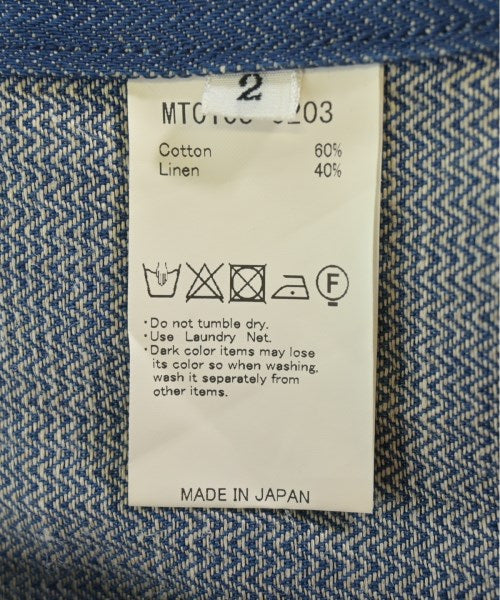 2
Cotton 60%
Linen 40%
F
·Do not tumble dry.
·Use Laundry Net.
·Dark color items may lose
its color so when washing,
wash it separately from
other items.
MADE IN JAPAN